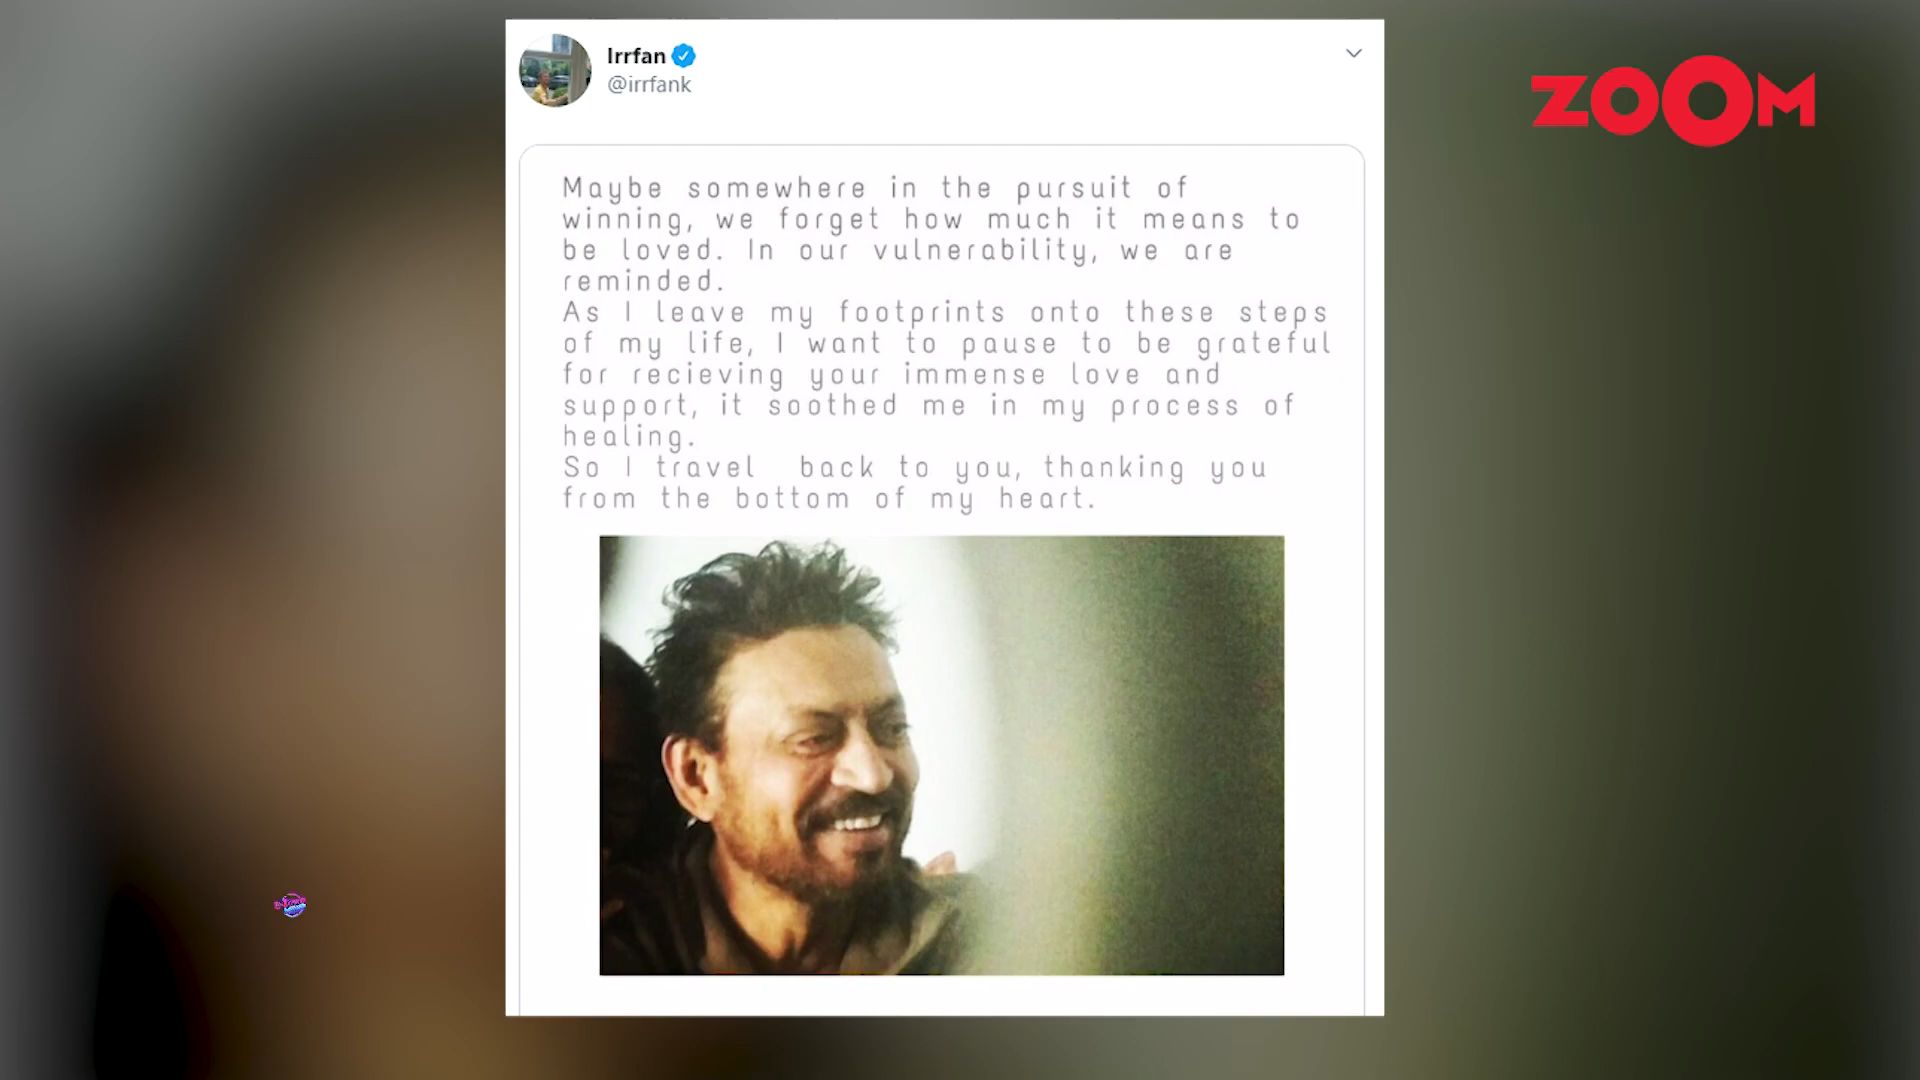 Irrfan
@irrfank
ZOOM
Maybe somewhere in the pursuit of
winning, we forget how much it means to
be loved. In our vulnerability, we are
reminded.
As I leave my footprints onto these steps
of my life, I want to pause to be grateful
for recieving your immense love and
support, it soothed me in my process of
healing.
So I travel back to you, thanking you
from the bottom of my heart.